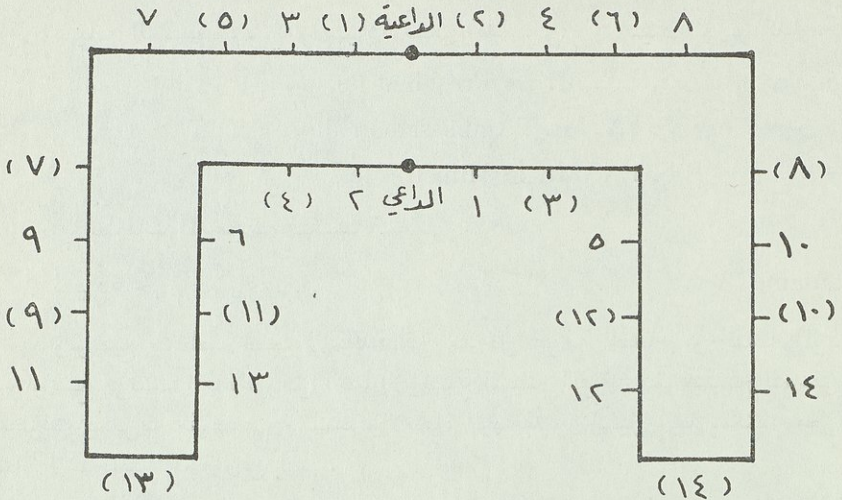 ٧ (٥) ٣ (١) الداعية (٢) ٤ (٦) ٨
(٧) (٤) ٢ الداعي ١ (٣) (٨)
٩ ٦ ٥ ١٠
(٩) (١١) (١٢) (١٠)
١١ ١٣ ١٢ ١٤
(١٣) (١٤)